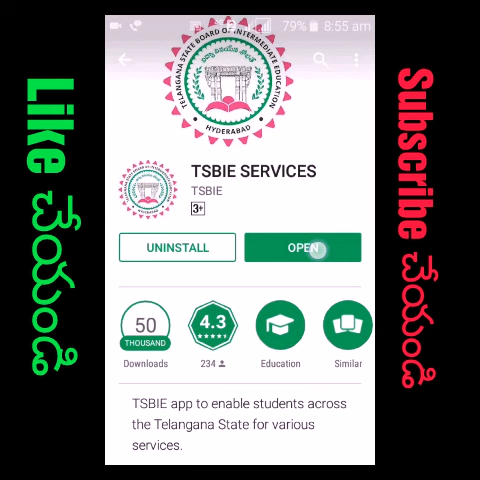 79% 8:55 am
TELANGANA STATE BOARD OF INTERMEDIATE EDUCATION
HYDERABAD
TSBIE SERVICES
TSBIE
3+
UNINSTALL
OPEN
50
THOUSAND
Downloads
4.3
234
Education
Similar
TSBIE app to enable students across
the Telangana State for various
services.
Like చేయండి
Subscribe చేయండి